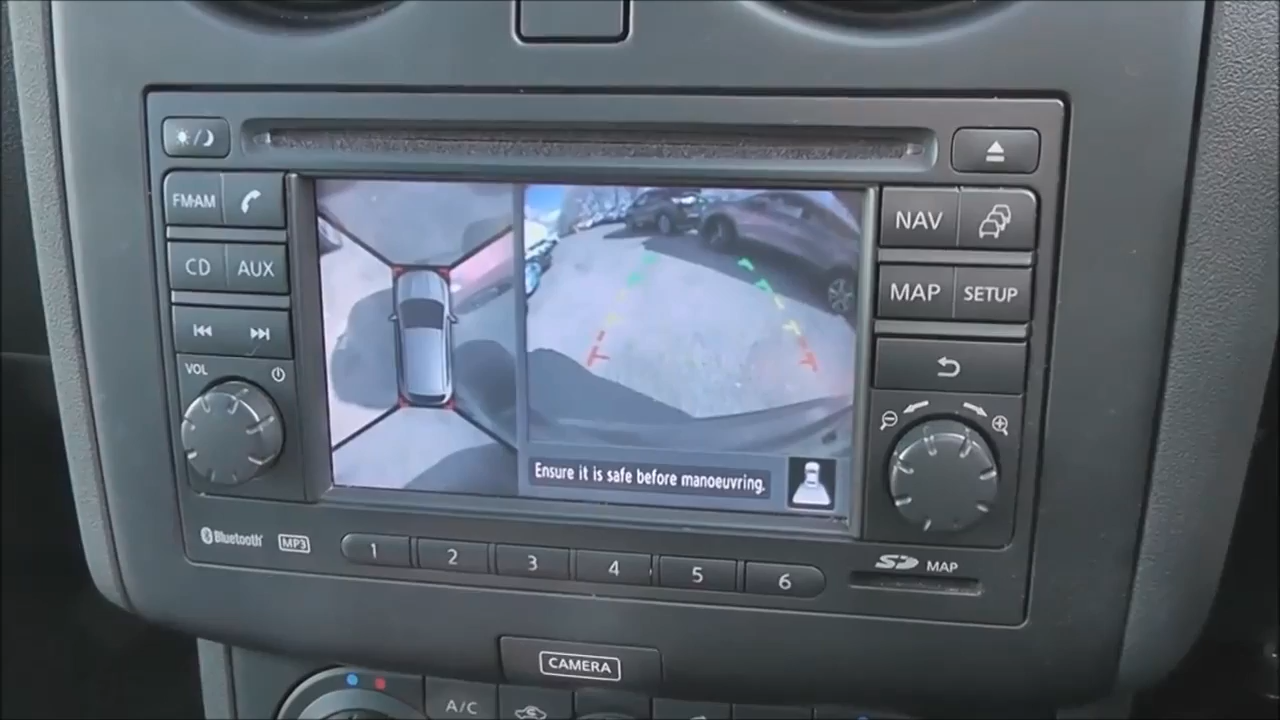 FM·AM
CD AUX
VOL
NAV
MAP SETUP
Ensure it is safe before manoeuvring.
Bluetooth MP3
1 2 3 4 5 6
SD MAP
CAMERA
A/C